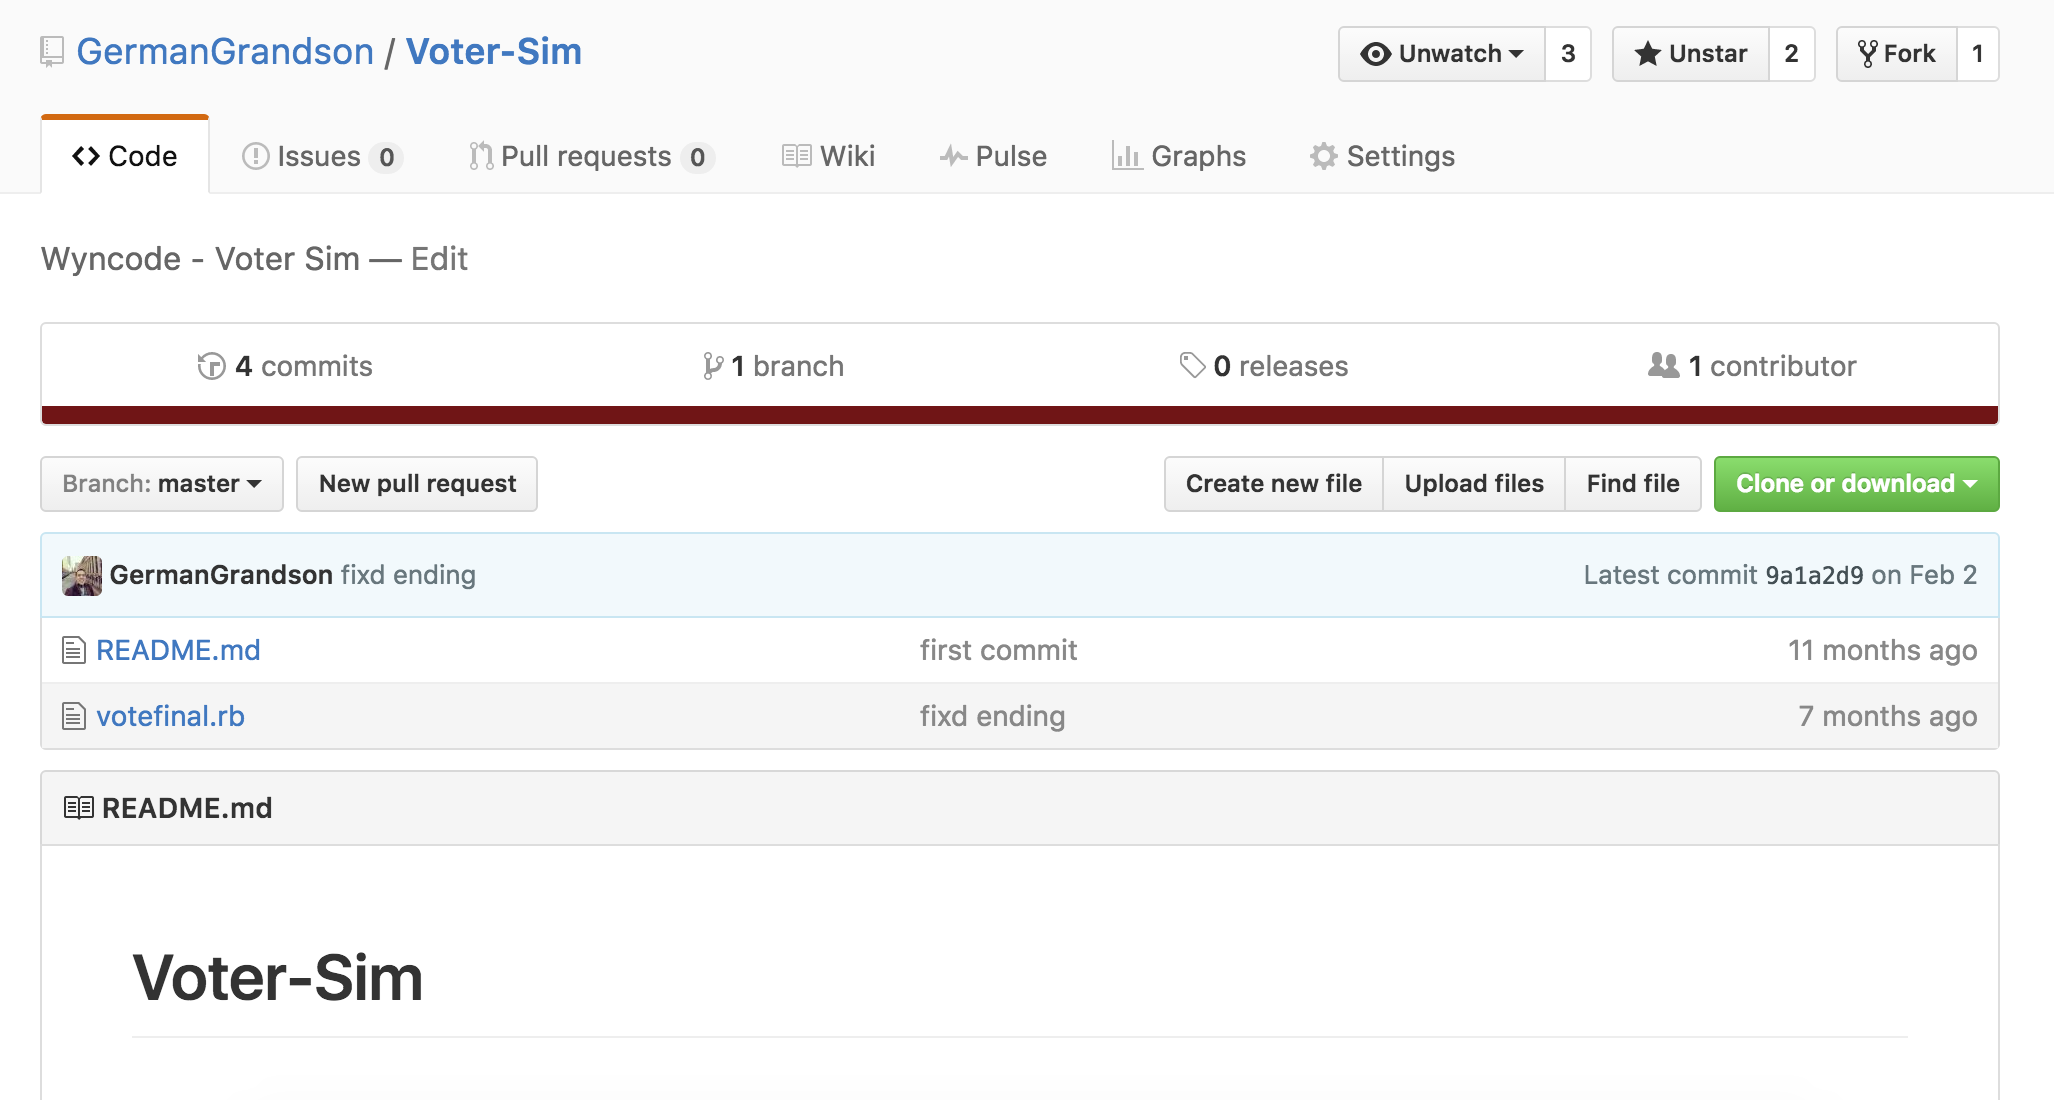 GermanGrandson / Voter-Sim
Unwatch 3
Unstar 2
Fork 1
Code
Issues 0
Pull requests 0
Wiki
Pulse
Graphs
Settings
Wyncode - Voter Sim — Edit
4 commits
1 branch
0 releases
1 contributor
Branch: master
New pull request
Create new file
Upload files
Find file
Clone or download
GermanGrandson fixd ending
Latest commit 9a1a2d9 on Feb 2
README.md first commit 11 months ago
votefinal.rb fixd ending 7 months ago
README.md
Voter-Sim